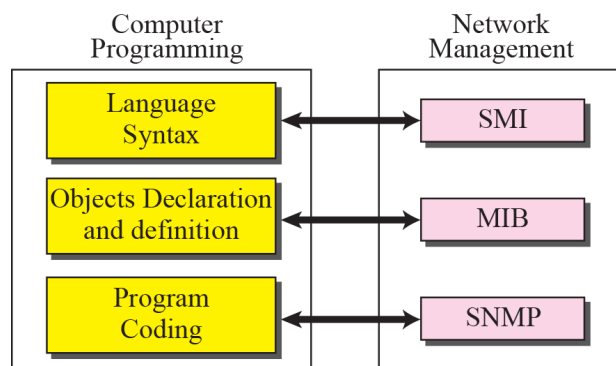 Computer
Programming
Network
Management
Language
Syntax
SMI
Objects Declaration
and definition
MIB
Program
Coding
SNMP